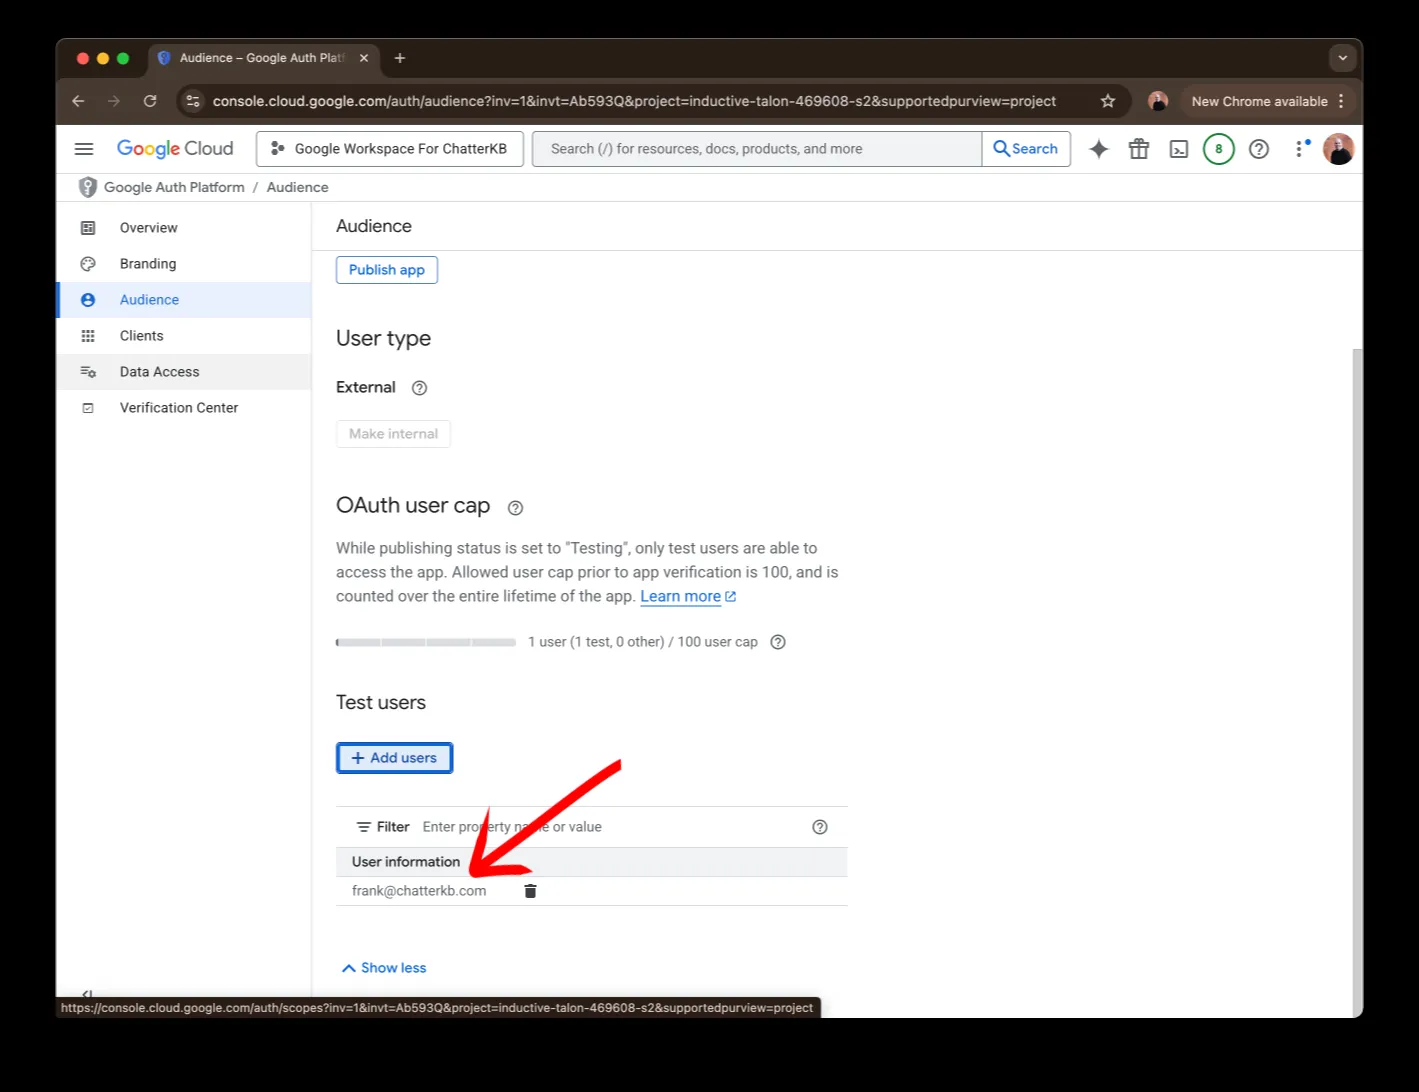 Audience – Google Auth Plat
console.cloud.google.com/auth/audience?inv=1&invt=Ab593Q&project=inductive-talon-469608-s2&supportedpurview=project
New Chrome available
Google Cloud
Google Workspace For ChatterKB
Search (/) for resources, docs, products, and more
Search
8
Google Auth Platform / Audience
Overview
Branding
Audience
Clients
Data Access
Verification Center
Audience
Publish app
User type
External
Make internal
OAuth user cap
While publishing status is set to "Testing", only test users are able to
access the app. Allowed user cap prior to app verification is 100, and is
counted over the entire lifetime of the app. Learn more
1 user (1 test, 0 other) / 100 user cap
Test users
+ Add users
Filter Enter property name or value
User information
frank@chatterkb.com
Show less
https://console.cloud.google.com/auth/scopes?inv=1&invt=Ab593Q&project=inductive-talon-469608-s2&supportedpurview=project